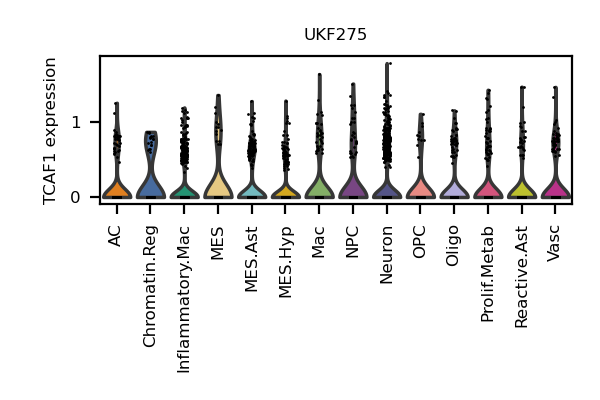 UKF275
TCAF1 expression
1
0
AC
Chromatin.Reg
Inflammatory.Mac
MES
MES.Ast
MES.Hyp
Mac
NPC
Neuron
OPC
Oligo
Prolif.Metab
Reactive.Ast
Vasc